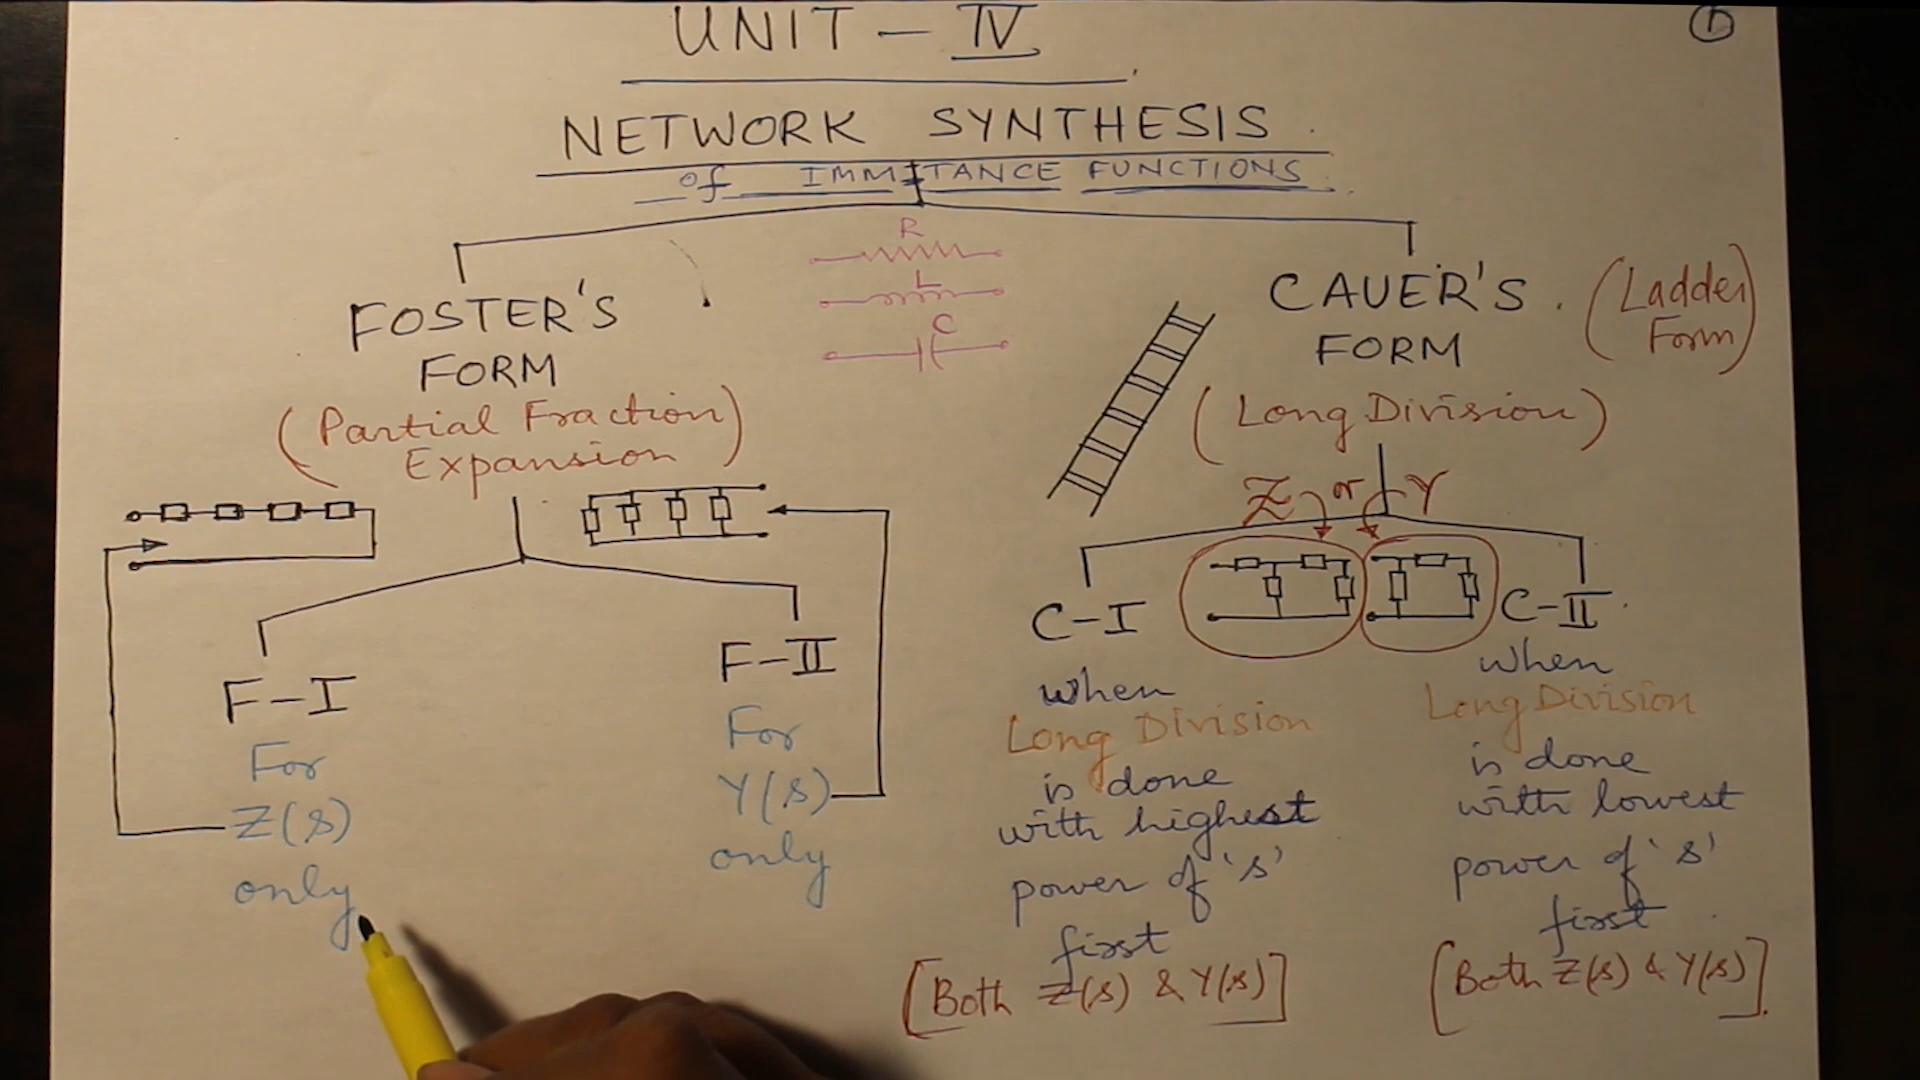 UNIT - IV
1
NETWORK SYNTHESIS
of IMMITANCE FUNCTIONS
R
L
C
FOSTER'S
FORM
(Partial Fraction
Expansion)
F-I
For
Z(s)
only
F-II
For
Y(s)
only
CAUER'S
FORM
(Ladder
Form)
(Long Division)
Z or Y
C-I
when
Long Division
is done
with highest
power of 's'
first
[Both Z(s) & Y(s)]
C-II
when
Long Division
is done
with lowest
power of 's'
first
[Both Z(s) & Y(s)].